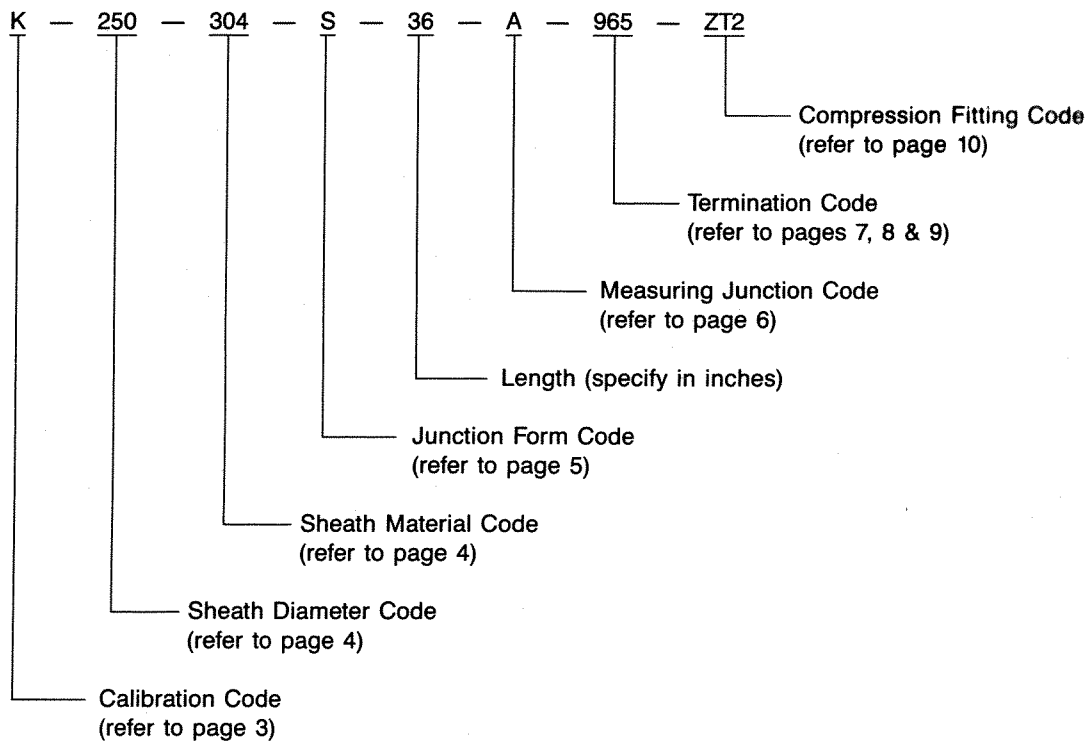 K — 250 — 304 — S — 36 — A — 965 — ZT2
Compression Fitting Code
(refer to page 10)
Termination Code
(refer to pages 7, 8 & 9)
Measuring Junction Code
(refer to page 6)
Length (specify in inches)
Junction Form Code
(refer to page 5)
Sheath Material Code
(refer to page 4)
Sheath Diameter Code
(refer to page 4)
Calibration Code
(refer to page 3)